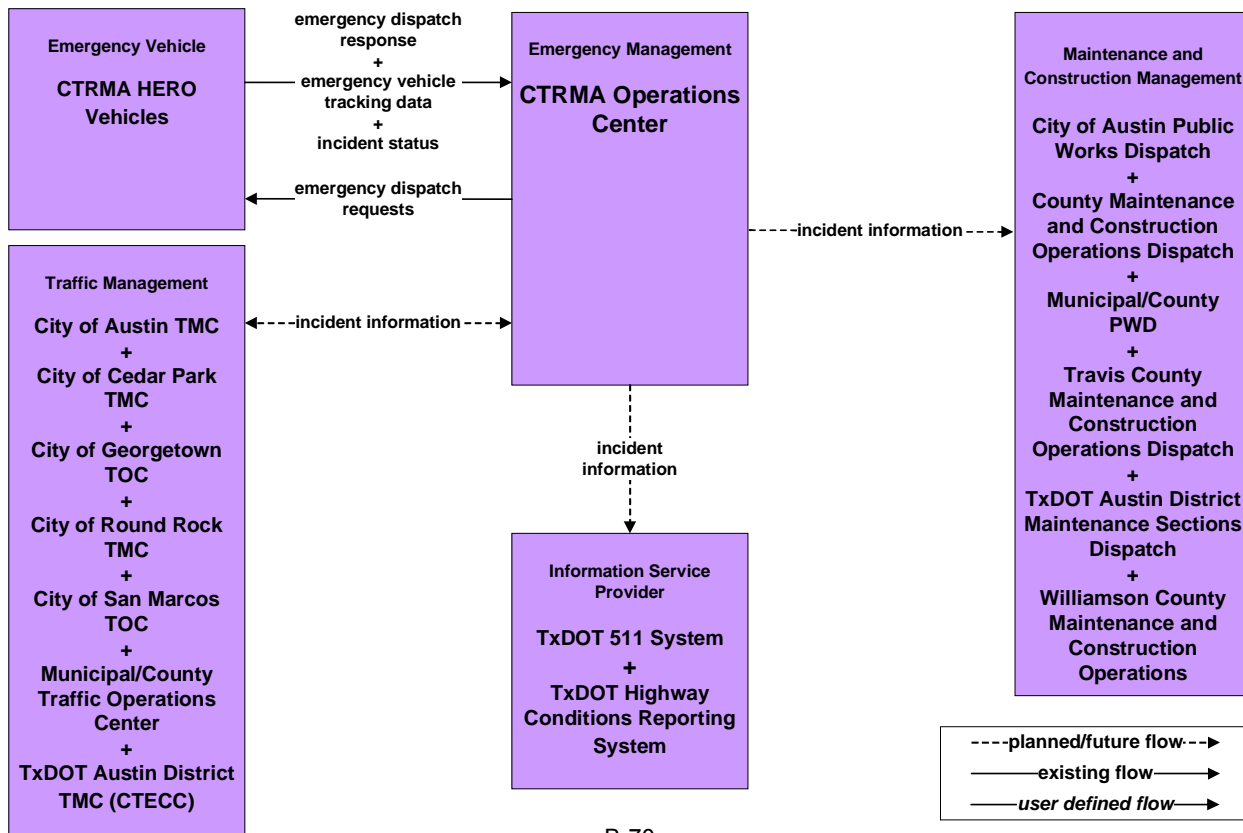 Emergency Vehicle
CTRMA HERO
Vehicles
emergency dispatch
response
+
emergency vehicle
tracking data
+
incident status
emergency dispatch
requests
Emergency Management
CTRMA Operations
Center
Maintenance and
Construction Management
City of Austin Public
Works Dispatch
+
County Maintenance
and Construction
Operations Dispatch
+
Municipal/County
PWD
+
Travis County
Maintenance and
Construction
Operations Dispatch
+
TxDOT Austin District
Maintenance Sections
Dispatch
+
Williamson County
Maintenance and
Construction
Operations
incident information
Traffic Management
City of Austin TMC
+
City of Cedar Park
TMC
+
City of Georgetown
TOC
+
City of Round Rock
TMC
+
City of San Marcos
TOC
+
Municipal/County
Traffic Operations
Center
+
TxDOT Austin District
TMC (CTECC)
incident information
incident
information
Information Service
Provider
TxDOT 511 System
+
TxDOT Highway
Conditions Reporting
System
planned/future flow
existing flow
user defined flow